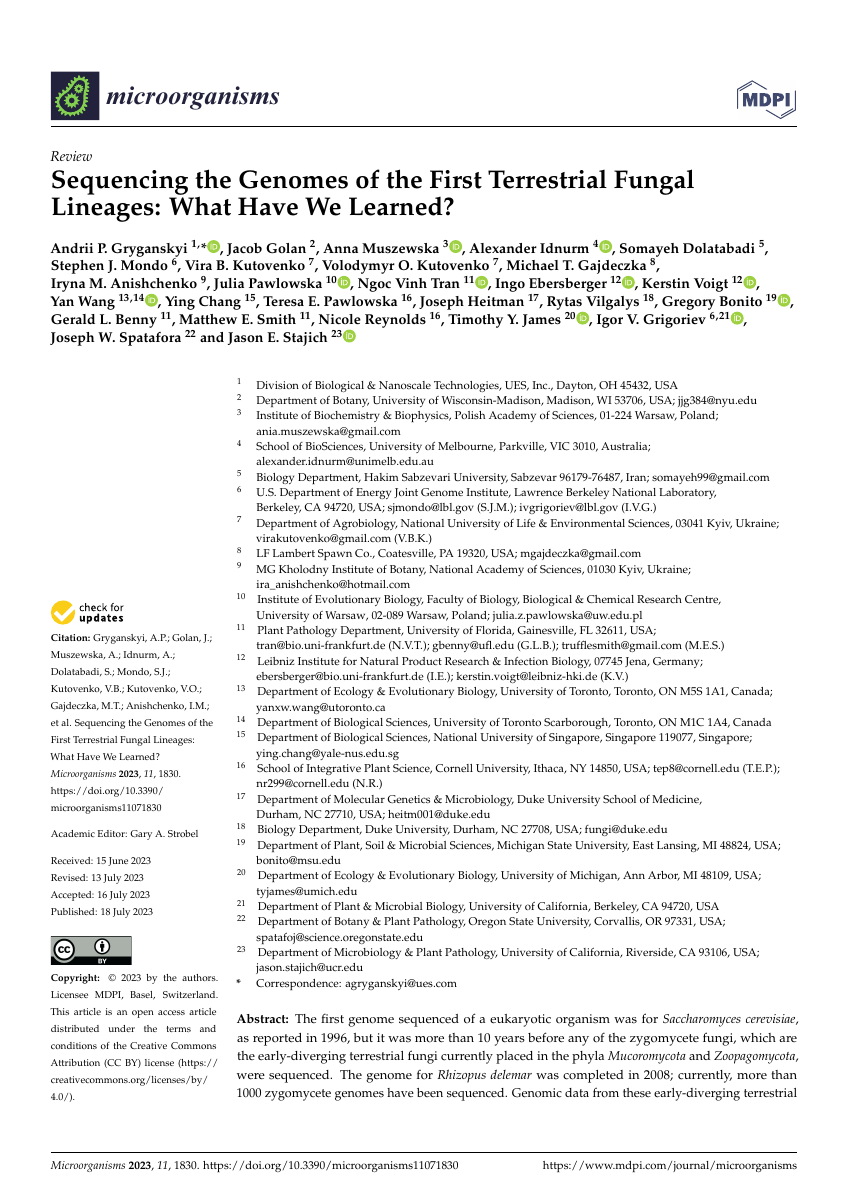 microorganisms
MDPI
Review
Sequencing the Genomes of the First Terrestrial Fungal
Lineages: What Have We Learned?
Andrii P. Gryganskyi 1,*, Jacob Golan 2, Anna Muszewska 3, Alexander Idnurm 4, Somayeh Dolatabadi 5,
Stephen J. Mondo 6, Vira B. Kutovenko 7, Volodymyr O. Kutovenko 7, Michael T. Gajdeczka 8,
Iryna M. Anishchenko 9, Julia Pawlowska 10, Ngoc Vinh Tran 11, Ingo Ebersberger 12, Kerstin Voigt 12,
Yan Wang 13,14, Ying Chang 15, Teresa E. Pawlowska 16, Joseph Heitman 17, Rytas Vilgalys 18, Gregory Bonito 19,
Gerald L. Benny 11, Matthew E. Smith 11, Nicole Reynolds 16, Timothy Y. James 20, Igor V. Grigoriev 6,21,
Joseph W. Spatafora 22 and Jason E. Stajich 23
1 Division of Biological & Nanoscale Technologies, UES, Inc., Dayton, OH 45432, USA
2 Department of Botany, University of Wisconsin-Madison, Madison, WI 53706, USA; jjg384@nyu.edu
3 Institute of Biochemistry & Biophysics, Polish Academy of Sciences, 01-224 Warsaw, Poland;
ania.muszewska@gmail.com
4 School of BioSciences, University of Melbourne, Parkville, VIC 3010, Australia;
alexander.idnurm@unimelb.edu.au
5 Biology Department, Hakim Sabzevari University, Sabzevar 96179-76487, Iran; somayeh99@gmail.com
6 U.S. Department of Energy Joint Genome Institute, Lawrence Berkeley National Laboratory,
Berkeley, CA 94720, USA; sjmondo@lbl.gov (S.J.M.); ivgrigoriev@lbl.gov (I.V.G.)
7 Department of Agrobiology, National University of Life & Environmental Sciences, 03041 Kyiv, Ukraine;
virakutovenko@gmail.com (V.B.K.)
8 LF Lambert Spawn Co., Coatesville, PA 19320, USA; mgajdeczka@gmail.com
9 MG Kholodny Institute of Botany, National Academy of Sciences, 01030 Kyiv, Ukraine;
ira_anishchenko@hotmail.com
10 Institute of Evolutionary Biology, Faculty of Biology, Biological & Chemical Research Centre,
University of Warsaw, 02-089 Warsaw, Poland; julia.z.pawlowska@uw.edu.pl
11 Plant Pathology Department, University of Florida, Gainesville, FL 32611, USA;
tran@bio.uni-frankfurt.de (N.V.T.); gbenny@ufl.edu (G.L.B.); trufflesmith@gmail.com (M.E.S.)
12 Leibniz Institute for Natural Product Research & Infection Biology, 07745 Jena, Germany;
ebersberger@bio.uni-frankfurt.de (I.E.); kerstin.voigt@leibniz-hki.de (K.V.)
13 Department of Ecology & Evolutionary Biology, University of Toronto, Toronto, ON M5S 1A1, Canada;
yanxw.wang@utoronto.ca
14 Department of Biological Sciences, University of Toronto Scarborough, Toronto, ON M1C 1A4, Canada
15 Department of Biological Sciences, National University of Singapore, Singapore 119077, Singapore;
ying.chang@yale-nus.edu.sg
16 School of Integrative Plant Science, Cornell University, Ithaca, NY 14850, USA; tep8@cornell.edu (T.E.P.);
nr299@cornell.edu (N.R.)
17 Department of Molecular Genetics & Microbiology, Duke University School of Medicine,
Durham, NC 27710, USA; heitm001@duke.edu
18 Biology Department, Duke University, Durham, NC 27708, USA; fungi@duke.edu
19 Department of Plant, Soil & Microbial Sciences, Michigan State University, East Lansing, MI 48824, USA;
bonito@msu.edu
20 Department of Ecology & Evolutionary Biology, University of Michigan, Ann Arbor, MI 48109, USA;
tyjames@umich.edu
21 Department of Plant & Microbial Biology, University of California, Berkeley, CA 94720, USA
22 Department of Botany & Plant Pathology, Oregon State University, Corvallis, OR 97331, USA;
spatafoj@science.oregonstate.edu
23 Department of Microbiology & Plant Pathology, University of California, Riverside, CA 93106, USA;
jason.stajich@ucr.edu
* Correspondence: agryganskyi@ues.com
check for
updates
Citation: Gryganskyi, A.P.; Golan, J.;
Muszewska, A.; Idnurm, A.;
Dolatabadi, S.; Mondo, S.J.;
Kutovenko, V.B.; Kutovenko, V.O.;
Gajdeczka, M.T.; Anishchenko, I.M.;
et al. Sequencing the Genomes of the
First Terrestrial Fungal Lineages:
What Have We Learned?
Microorganisms 2023, 11, 1830.
https://doi.org/10.3390/
microorganisms11071830
Academic Editor: Gary A. Strobel
Received: 15 June 2023
Revised: 13 July 2023
Accepted: 16 July 2023
Published: 18 July 2023
CC BY
Copyright: © 2023 by the authors.
Licensee MDPI, Basel, Switzerland.
This article is an open access article
distributed under the terms and
conditions of the Creative Commons
Attribution (CC BY) license (https://
creativecommons.org/licenses/by/
4.0/).
Abstract: The first genome sequenced of a eukaryotic organism was for Saccharomyces cerevisiae,
as reported in 1996, but it was more than 10 years before any of the zygomycete fungi, which are
the early-diverging terrestrial fungi currently placed in the phyla Mucoromycota and Zoopagomycota,
were sequenced. The genome for Rhizopus delemar was completed in 2008; currently, more than
1000 zygomycete genomes have been sequenced. Genomic data from these early-diverging terrestrial
Microorganisms 2023, 11, 1830. https://doi.org/10.3390/microorganisms11071830
https://www.mdpi.com/journal/microorganisms